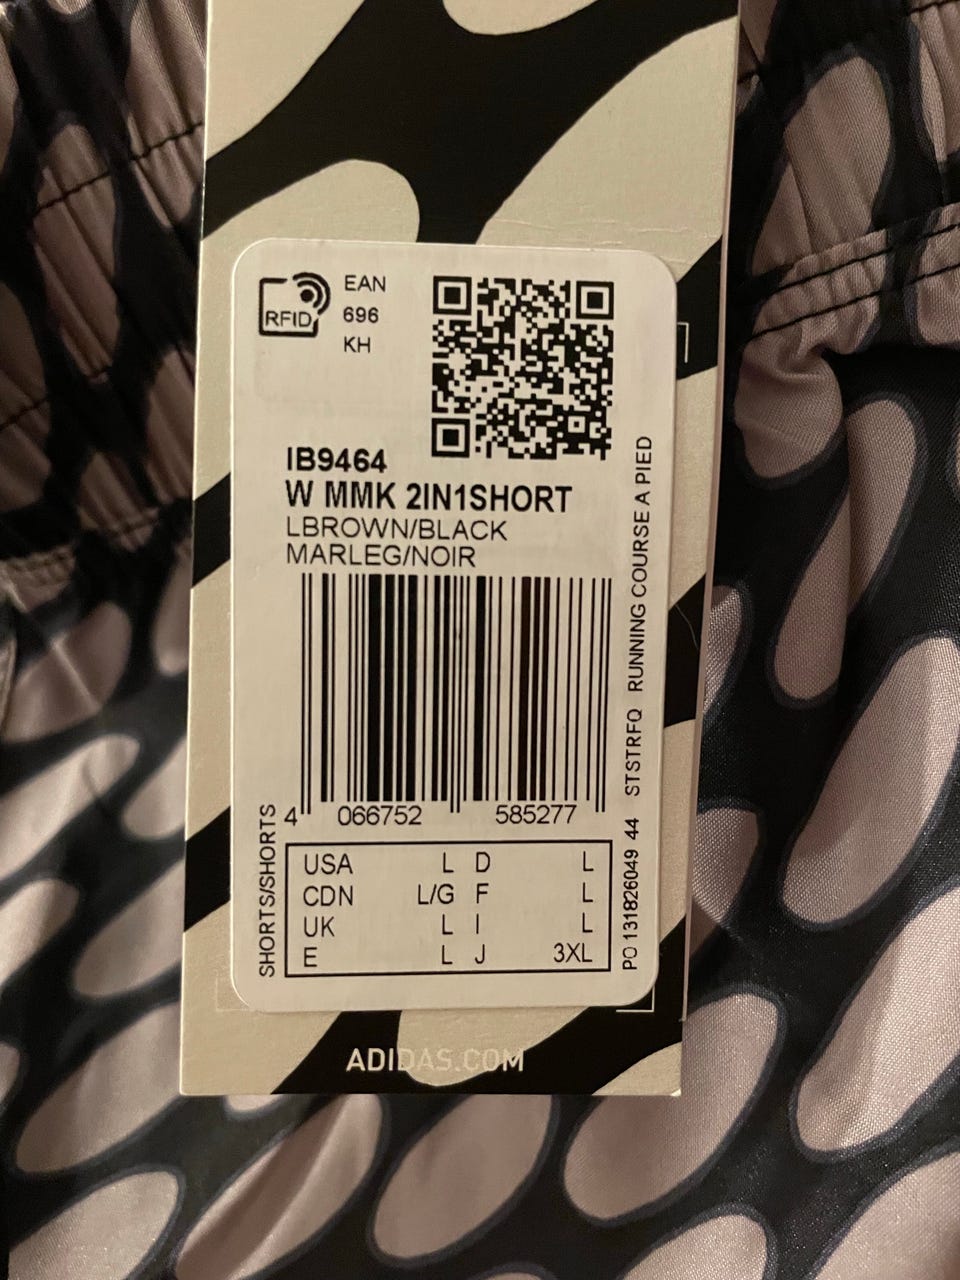 RFID
EAN
696
KH
IB9464
W MMK 2IN1SHORT
LBROWN/BLACK
MARLEG/NOIR
4 066752 585277
USA L D L
CDN L/G F L
UK L I L
E L J 3XL
SHORTS/SHORTS
PO 131826049 44 STSTRFQ RUNNING COURSE A PIED
ADIDAS.COM